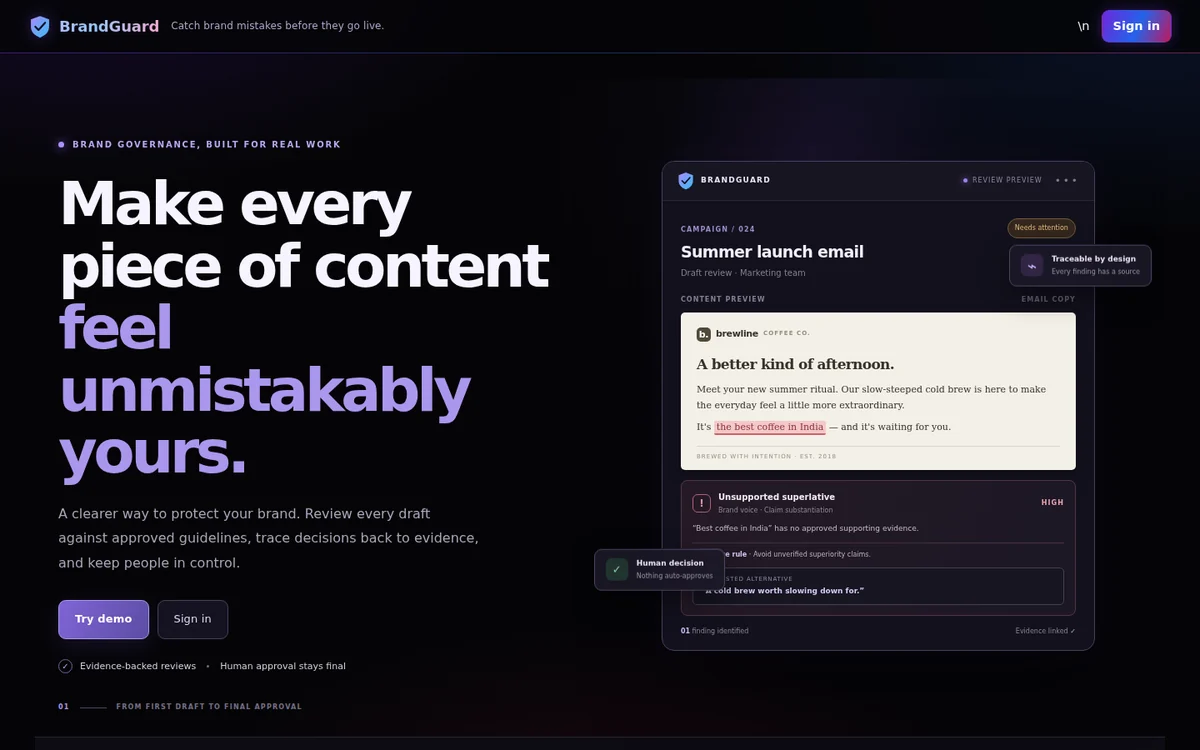 BrandGuard
Catch brand mistakes before they go live.
\n
Sign in
BRAND GOVERNANCE, BUILT FOR REAL WORK
Make every
piece of content
feel
unmistakably
yours.
A clearer way to protect your brand. Review every draft
against approved guidelines, trace decisions back to evidence,
and keep people in control.
Try demo
Sign in
✓ Evidence-backed reviews • Human approval stays final
01 FROM FIRST DRAFT TO FINAL APPROVAL
BRANDGUARD
REVIEW PREVIEW
CAMPAIGN / 024
Needs attention
Summer launch email
Draft review · Marketing team
Traceable by design
Every finding has a source
CONTENT PREVIEW
EMAIL COPY
b. brewline COFFEE CO.
A better kind of afternoon.
Meet your new summer ritual. Our slow-steeped cold brew is here to make
the everyday feel a little more extraordinary.
It's the best coffee in India — and it's waiting for you.
BREWED WITH INTENTION · EST. 2018
! Unsupported superlative
HIGH
Brand voice · Claim substantiation
“Best coffee in India” has no approved supporting evidence.
rule · Avoid unverified superiority claims.
Human decision
Nothing auto-approves
ALTERNATIVE
cold brew worth slowing down for.”
01 finding identified
Evidence linked ✓